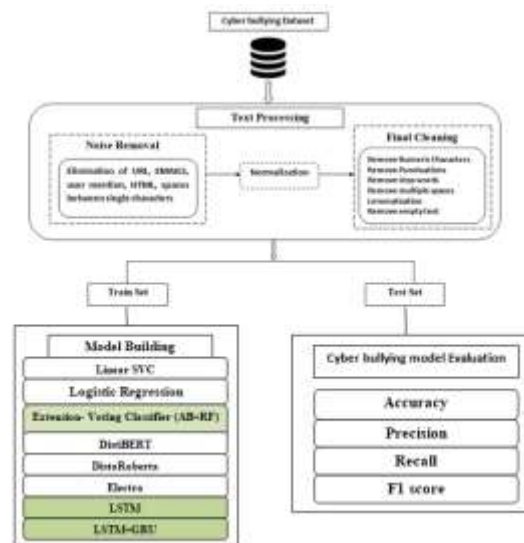 Cyber bullying Dataset
Text Processing
Noise Removal
Elimination of URL, EMAILS,
user mention, HTML, spaces
between single characters
Normalization
Final Cleaning
Remove Numeric Characters
Remove Punctuations
Remove stop words
Remove multiple spaces
Remove empty text
Train Set
Test Set
Model Building
Linear SVC
Logistic Regression
Extension- Voting Classifier (AB+RF)
DistiBERT
DistaRoberta
Electra
LSTM
LSTM+GRU
Cyber bullying model Evaluation
Accuracy
Precision
Recall
F1 score